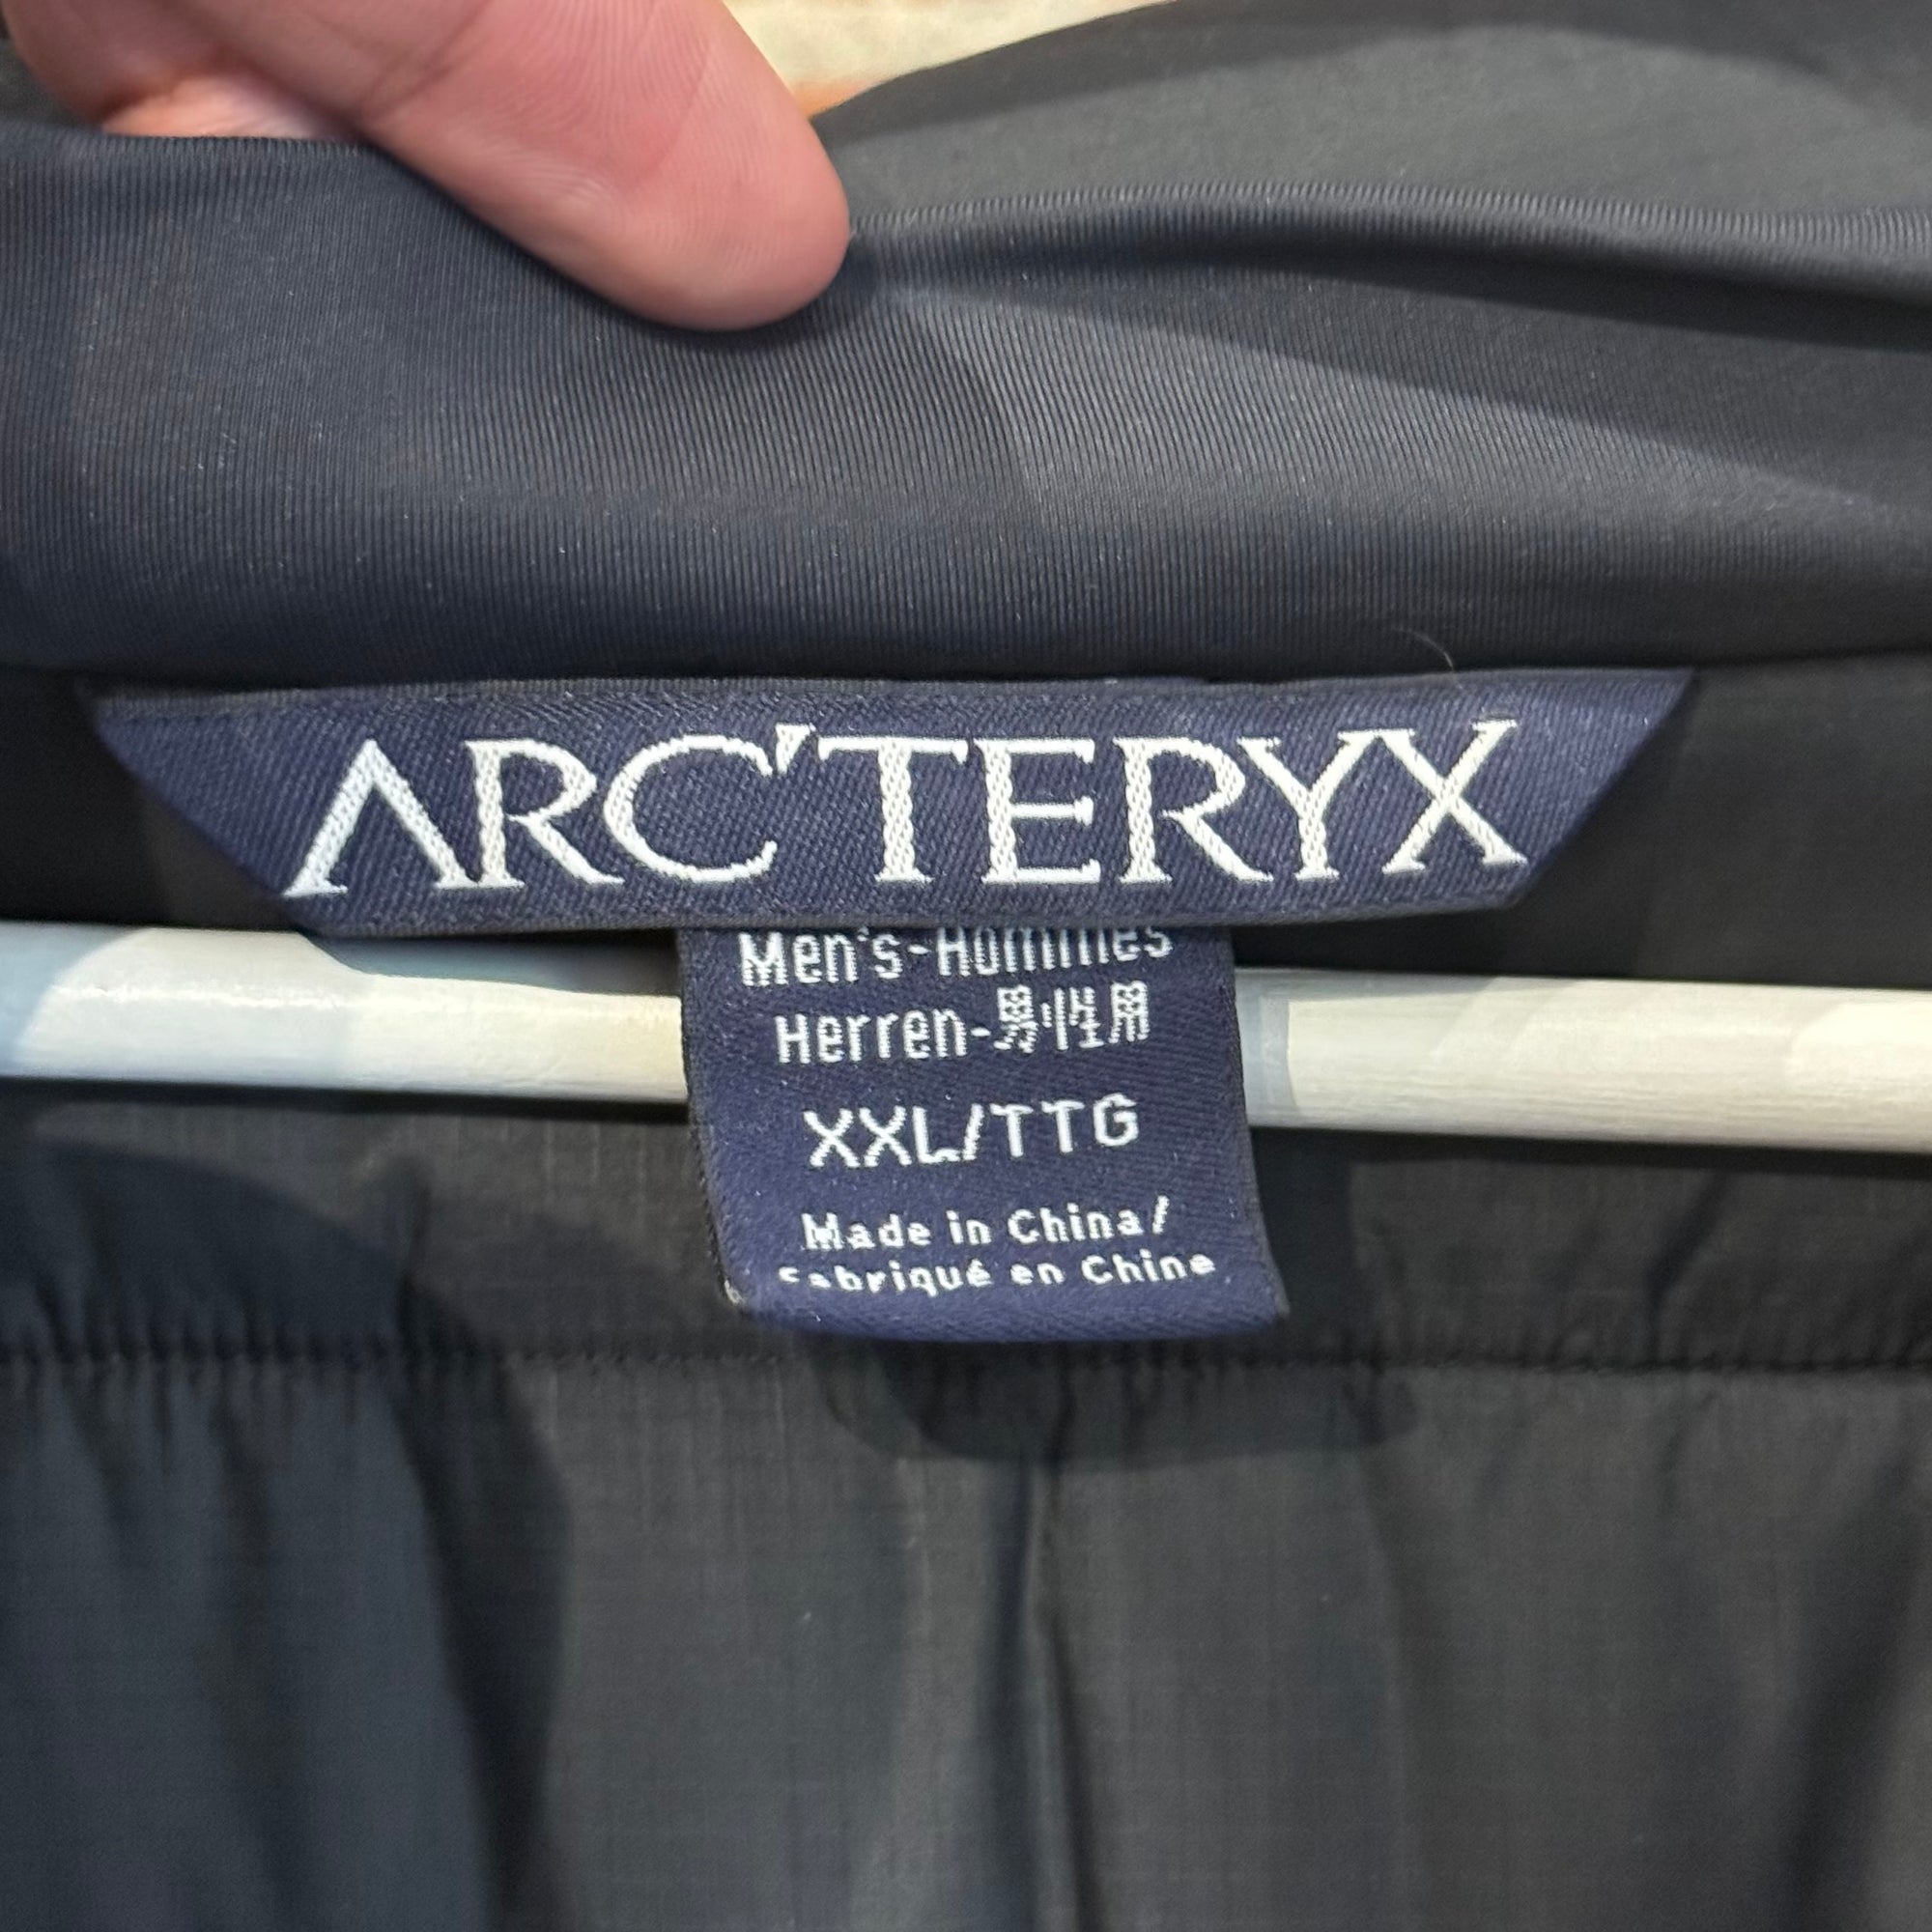 ARC'TERYX
Men's-Hommes
Herren-男性用
XXL/TTG
Made in China/
Fabriqué en Chine